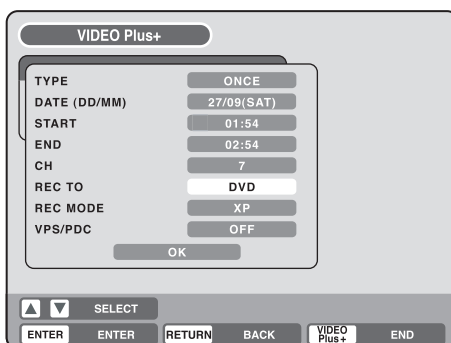 VIDEO Plus+
TYPE ONCE
DATE (DD/MM) 27/09(SAT)
START 01:54
END 02:54
CH 7
REC TO DVD
REC MODE XP
VPS/PDC OFF
OK
▲ ▼ SELECT
ENTER ENTER RETURN BACK VIDEO Plus+ END